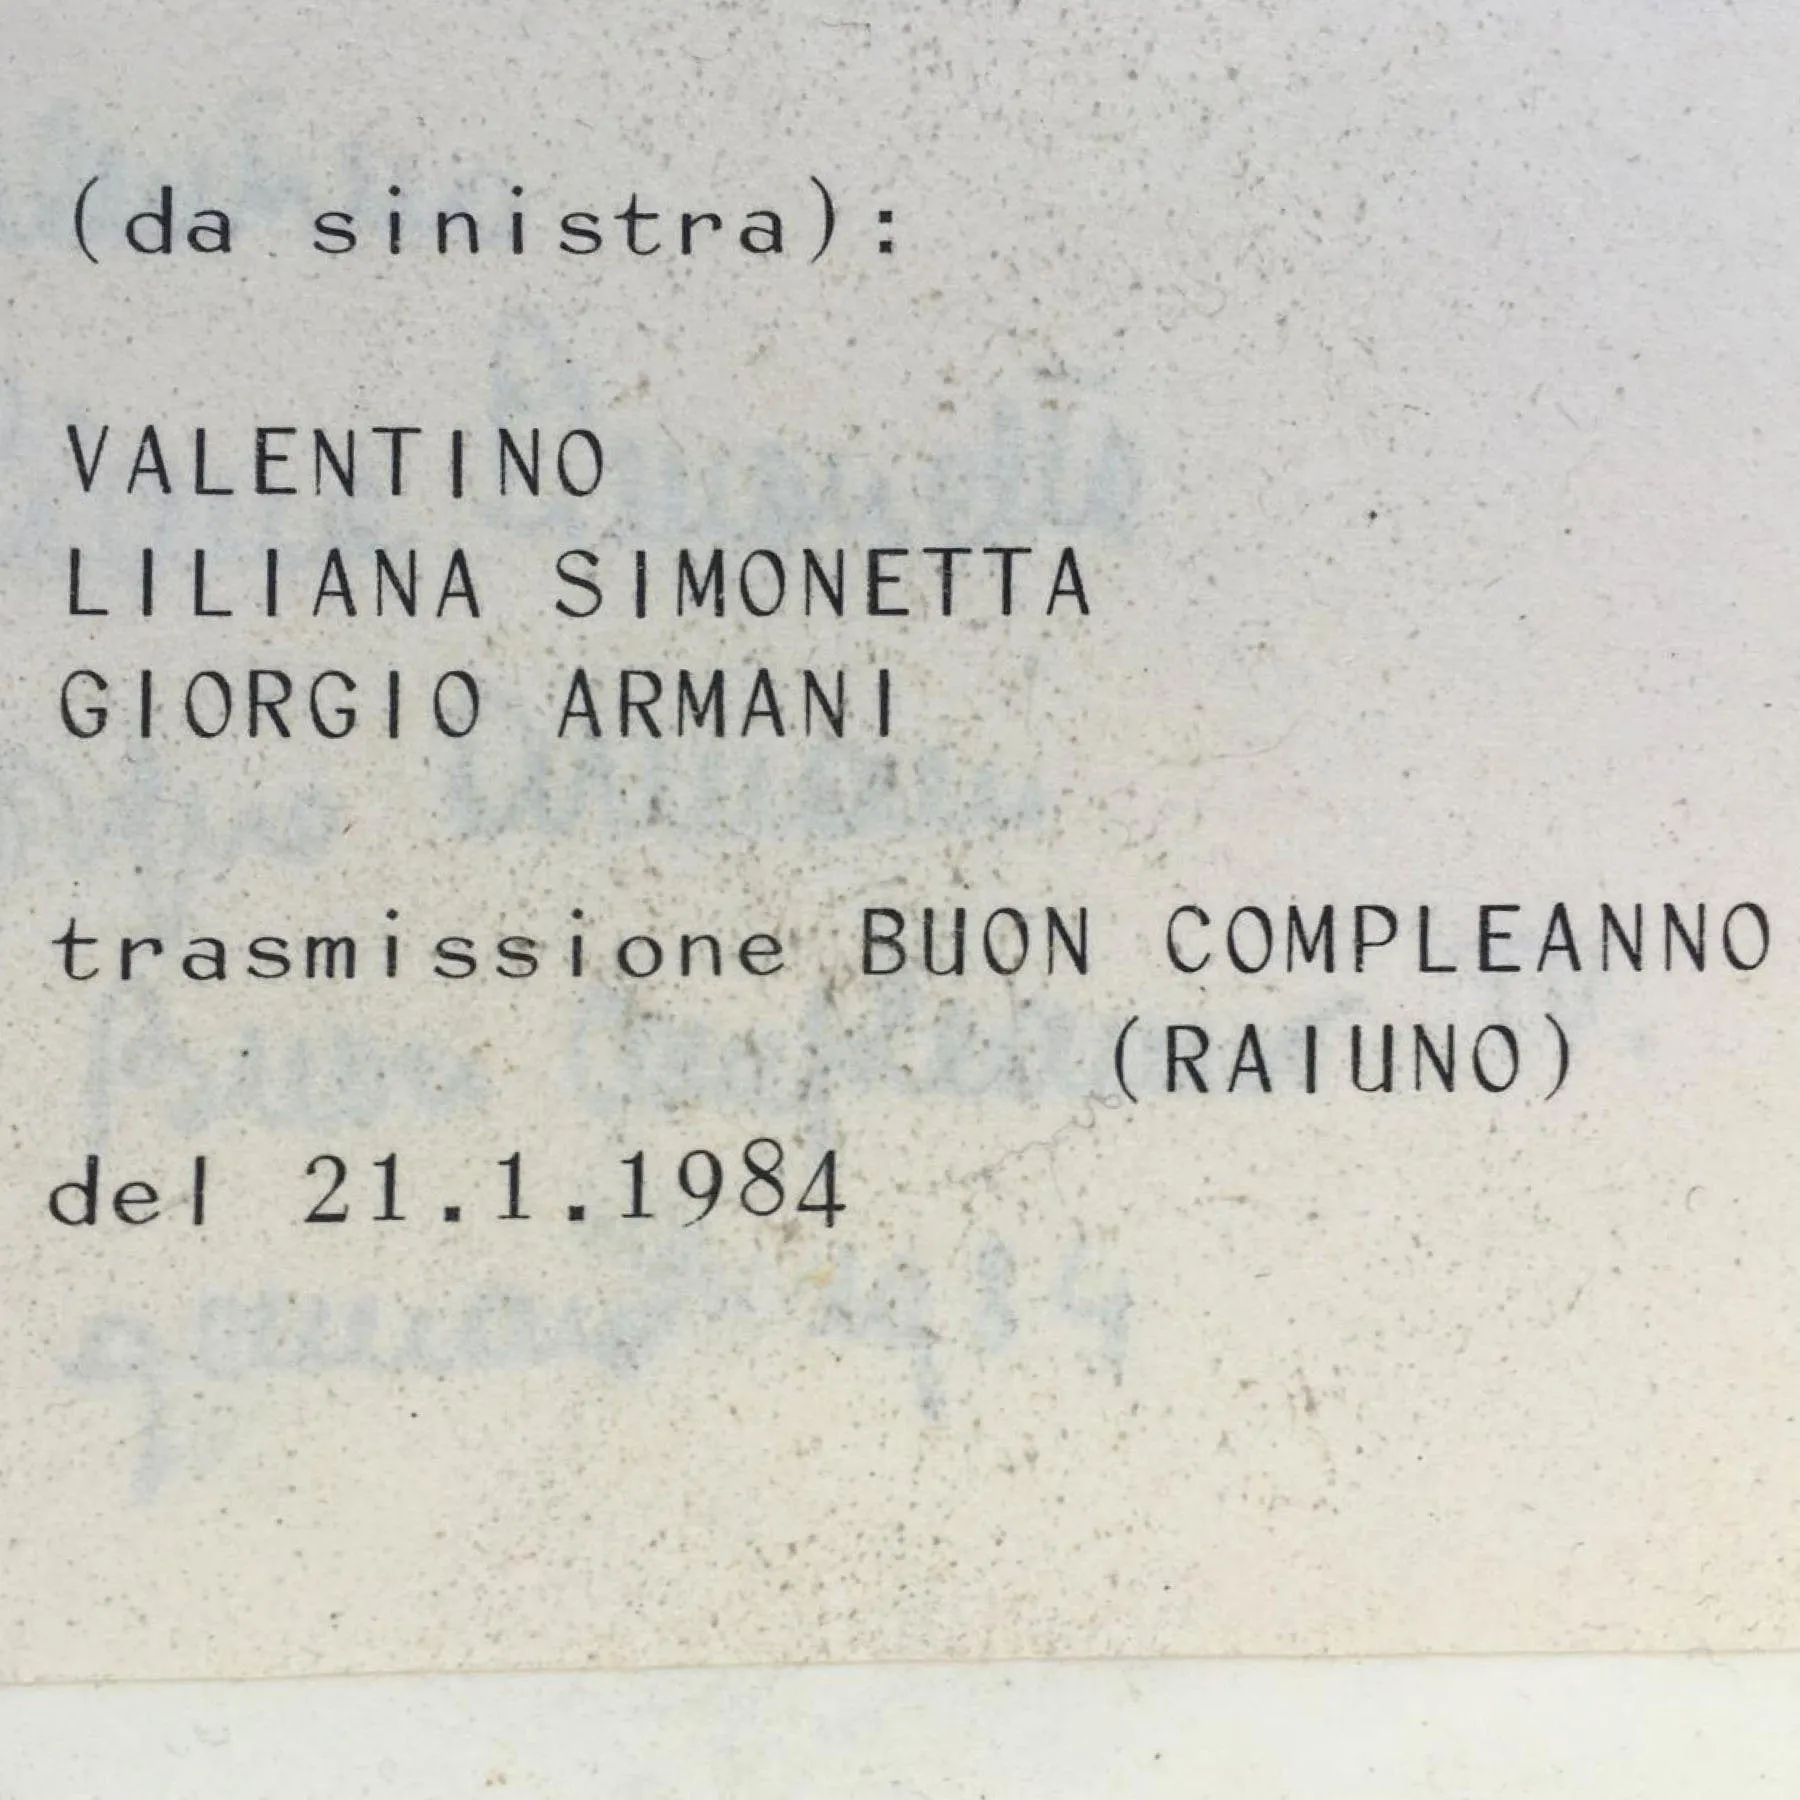 (da sinistra):
VALENTINO
LILIANA SIMONETTA
GIORGIO ARMANI
trasmissione BUON COMPLEANNO
(RAIUNO)
del 21.1.1984